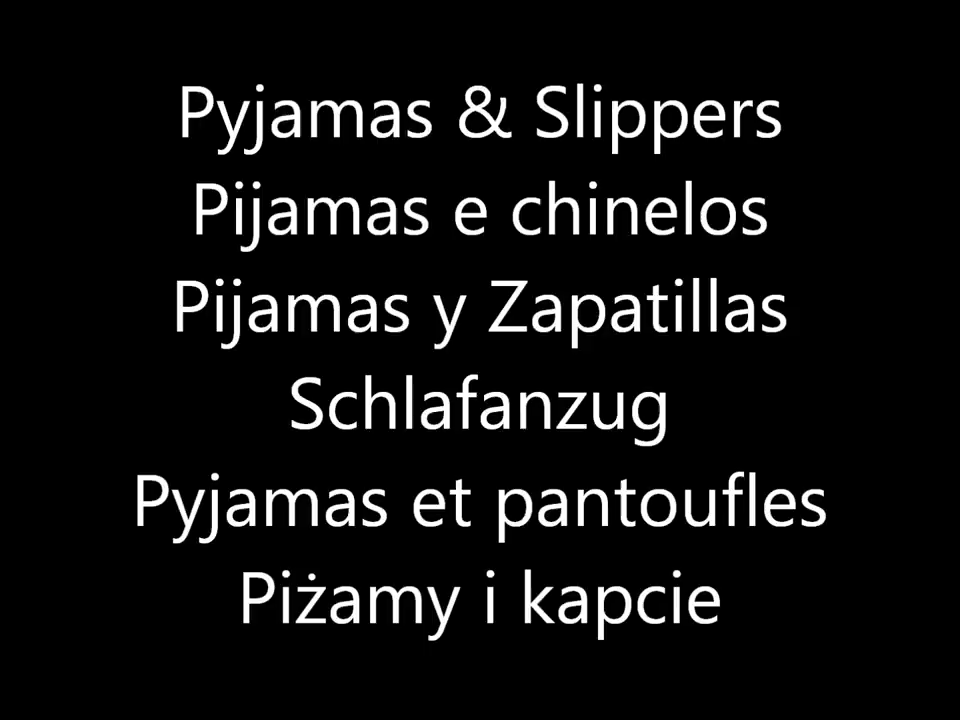 Pyjamas & Slippers
Pijamas e chinelos
Pijamas y Zapatillas
Schlafanzug
Pyjamas et pantoufles
Piżamy i kapcie